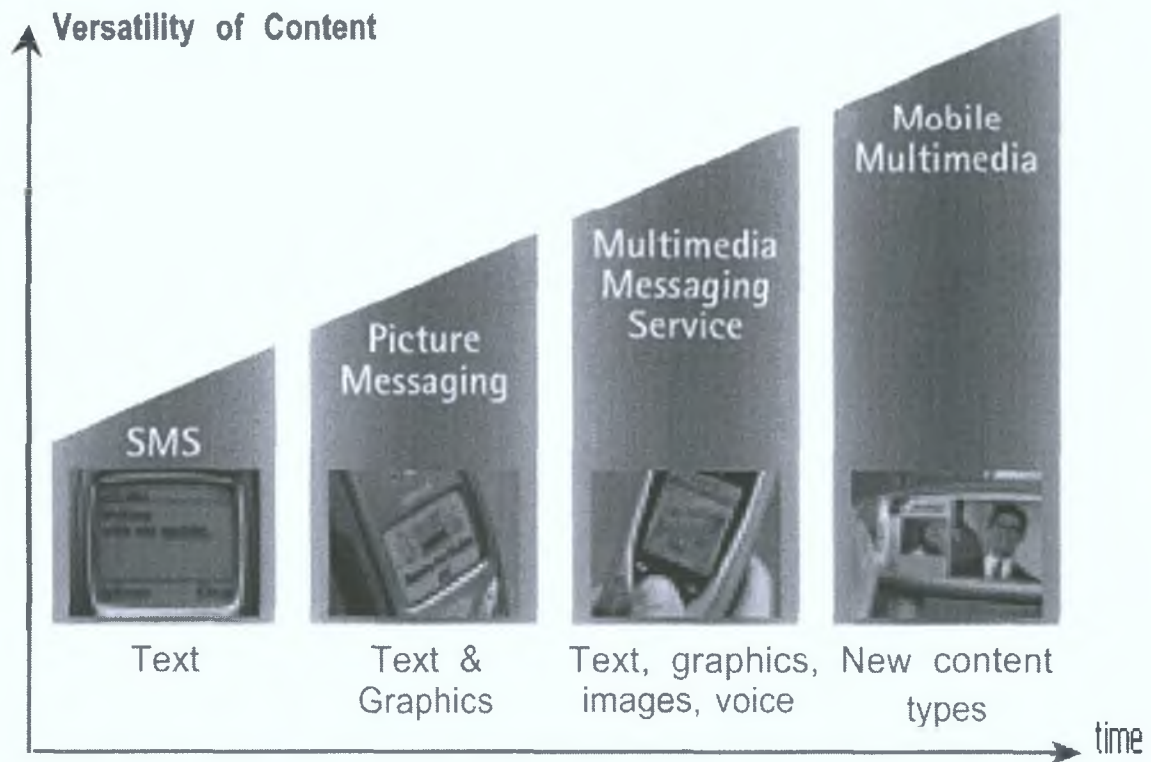 Versatility of Content
Mobile
Multimedia
Multimedia
Messaging
Service
Picture
Messaging
SMS
Text
Text &
Graphics
Text, graphics,
images, voice
New content
types
time